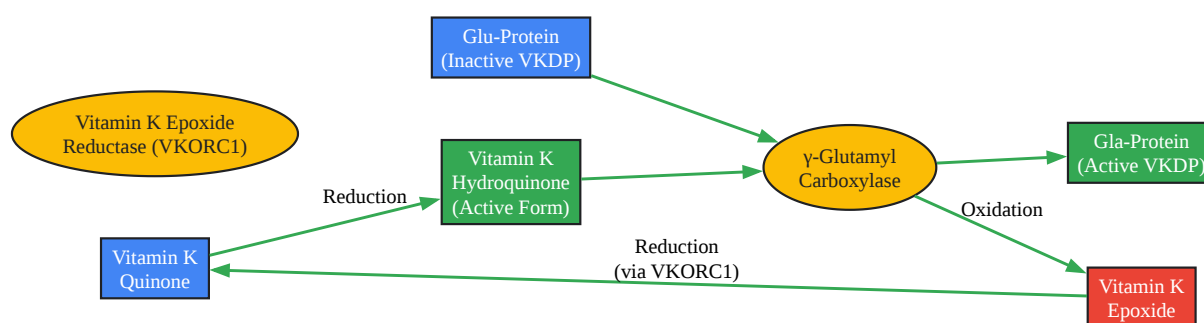 Glu-Protein
(Inactive VKDP)
Vitamin K Epoxide
Reductase (VKORC1)
Vitamin K
Hydroquinone
(Active Form)
γ-Glutamyl
Carboxylase
Gla-Protein
(Active VKDP)
Reduction
Oxidation
Vitamin K
Quinone
Reduction
(via VKORC1)
Vitamin K
Epoxide